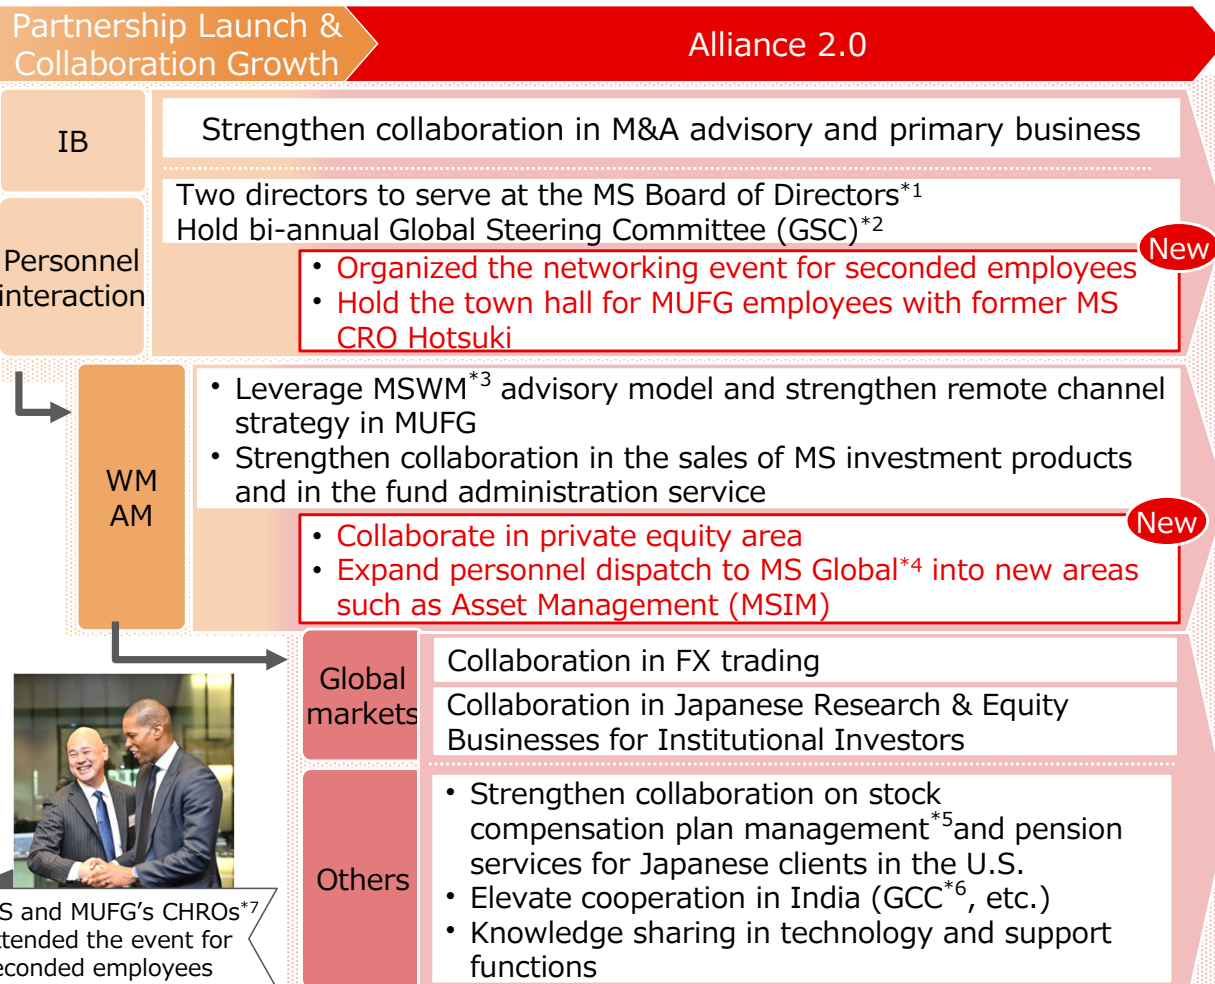 Partnership Launch &
Collaboration Growth
Alliance 2.0
IB
Strengthen collaboration in M&A advisory and primary business
Personnel
interaction
Two directors to serve at the MS Board of Directors*1
Hold bi-annual Global Steering Committee (GSC)*2
New
• Organized the networking event for seconded employees
• Hold the town hall for MUFG employees with former MS
CRO Hotsuki
WM
AM
• Leverage MSWM*3 advisory model and strengthen remote channel
strategy in MUFG
• Strengthen collaboration in the sales of MS investment products
and in the fund administration service
New
• Collaborate in private equity area
• Expand personnel dispatch to MS Global*4 into new areas
such as Asset Management (MSIM)
Global
markets
Collaboration in FX trading
Collaboration in Japanese Research & Equity
Businesses for Institutional Investors
Others
• Strengthen collaboration on stock
compensation plan management*5and pension
services for Japanese clients in the U.S.
• Elevate cooperation in India (GCC*6, etc.)
• Knowledge sharing in technology and support
functions
S and MUFG's CHROs*7
ttended the event for
econded employees